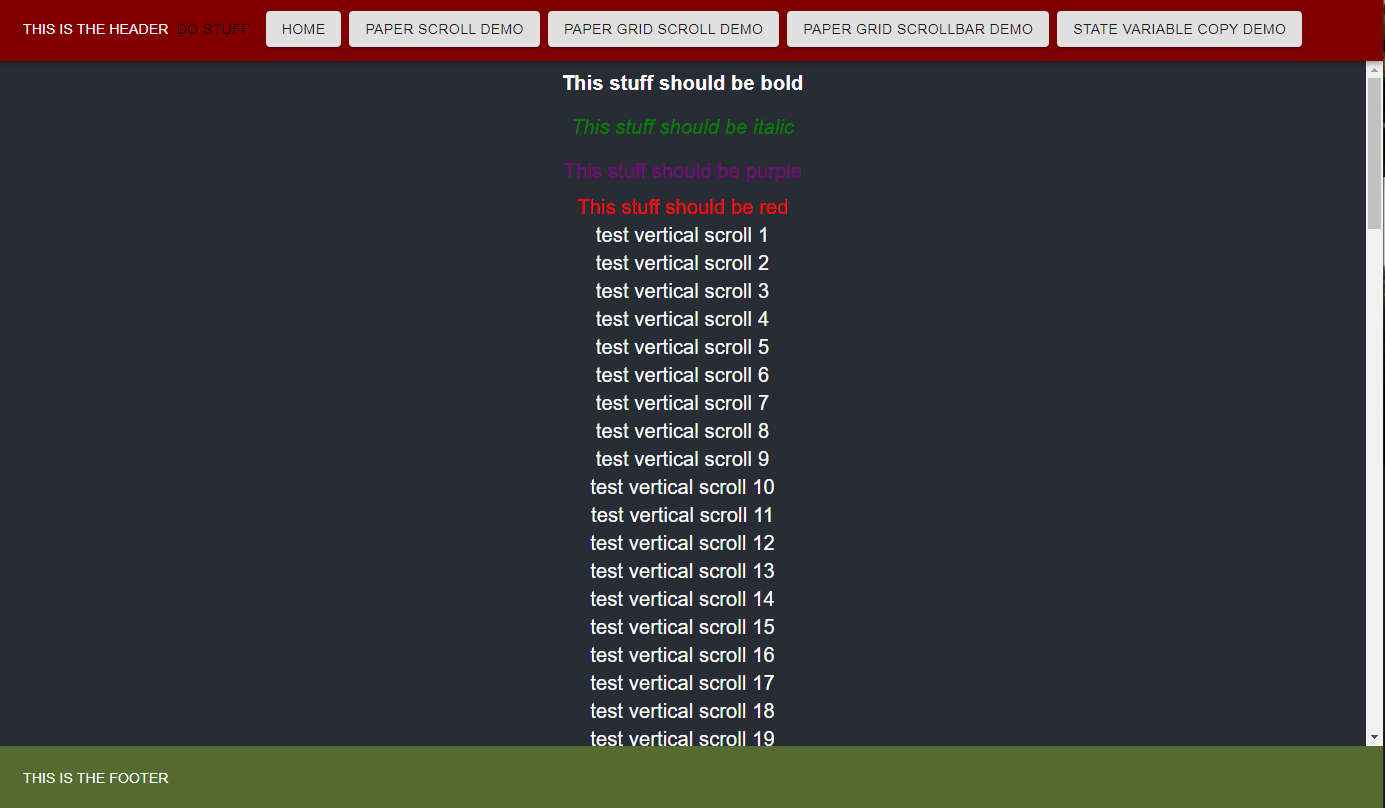 THIS IS THE HEADER DO STUFF HOME PAPER SCROLL DEMO PAPER GRID SCROLL DEMO PAPER GRID SCROLLBAR DEMO STATE VARIABLE COPY DEMO
This stuff should be bold
This stuff should be italic
This stuff should be purple
This stuff should be red
test vertical scroll 1
test vertical scroll 2
test vertical scroll 3
test vertical scroll 4
test vertical scroll 5
test vertical scroll 6
test vertical scroll 7
test vertical scroll 8
test vertical scroll 9
test vertical scroll 10
test vertical scroll 11
test vertical scroll 12
test vertical scroll 13
test vertical scroll 14
test vertical scroll 15
test vertical scroll 16
test vertical scroll 17
test vertical scroll 18
test vertical scroll 19
THIS IS THE FOOTER